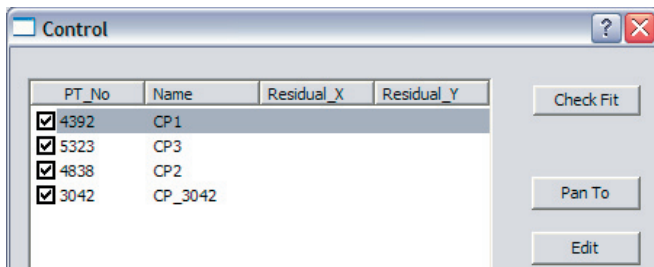 Control ?
PT_No Name Residual_X Residual_Y Check Fit
4392 CP1
5323 CP3
4838 CP2
3042 CP_3042 Pan To
Edit